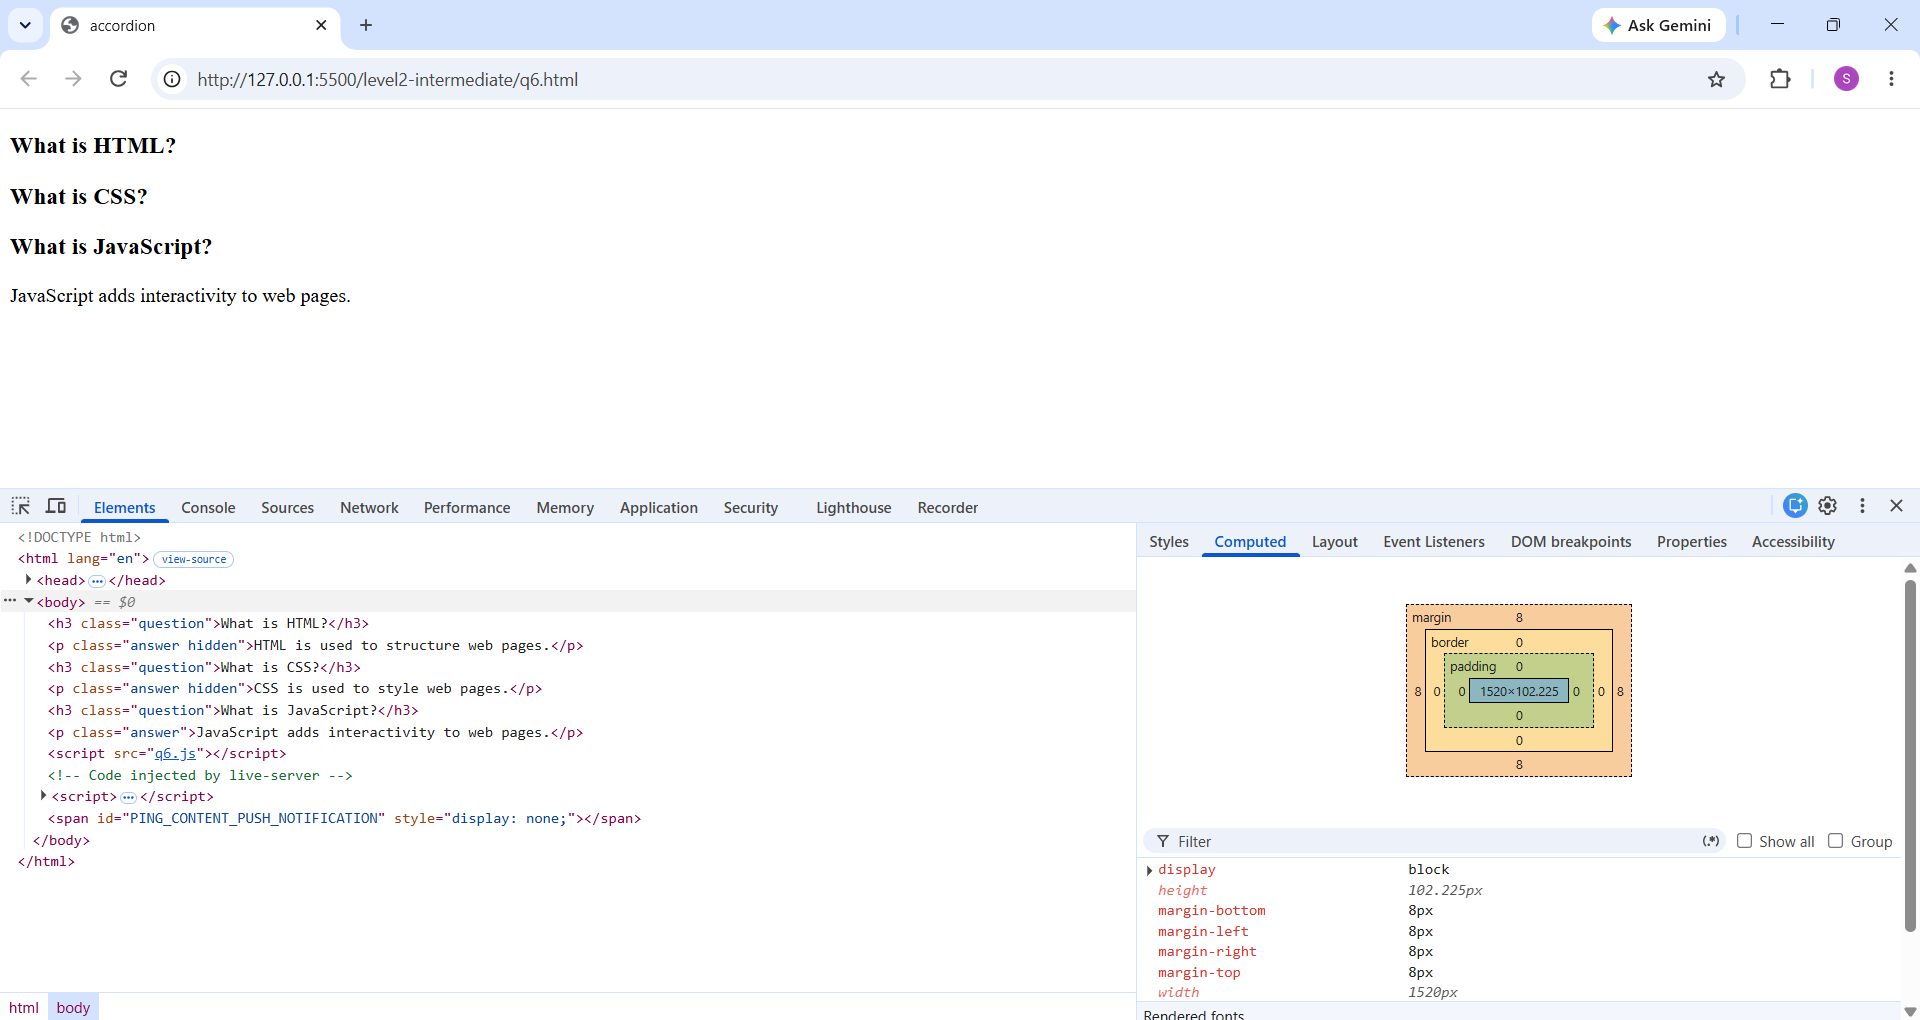 accordion
Ask Gemini
http://127.0.0.1:5500/level2-intermediate/q6.html
S
What is HTML?
What is CSS?
What is JavaScript?
JavaScript adds interactivity to web pages.
Elements Console Sources Network Performance Memory Application Security Lighthouse Recorder
<!DOCTYPE html>
<html lang="en"> view-source
<head> ••• </head>
••• <body> == $0
<h3 class="question">What is HTML?</h3>
<p class="answer hidden">HTML is used to structure web pages.</p>
<h3 class="question">What is CSS?</h3>
<p class="answer hidden">CSS is used to style web pages.</p>
<h3 class="question">What is JavaScript?</h3>
<p class="answer">JavaScript adds interactivity to web pages.</p>
<script src="q6.js"></script>
<!-- Code injected by live-server -->
<script> ••• </script>
<span id="PING_CONTENT_PUSH_NOTIFICATION" style="display: none;"></span>
</body>
</html>
html body
Styles Computed Layout Event Listeners DOM breakpoints Properties Accessibility
margin 8
border 0
padding 0
8 0 0 1520×102.225 0 0 8
0
0
8
Filter (.*) Show all Group
display block
height 102.225px
margin-bottom 8px
margin-left 8px
margin-right 8px
margin-top 8px
width 1520px
Rendered fonts